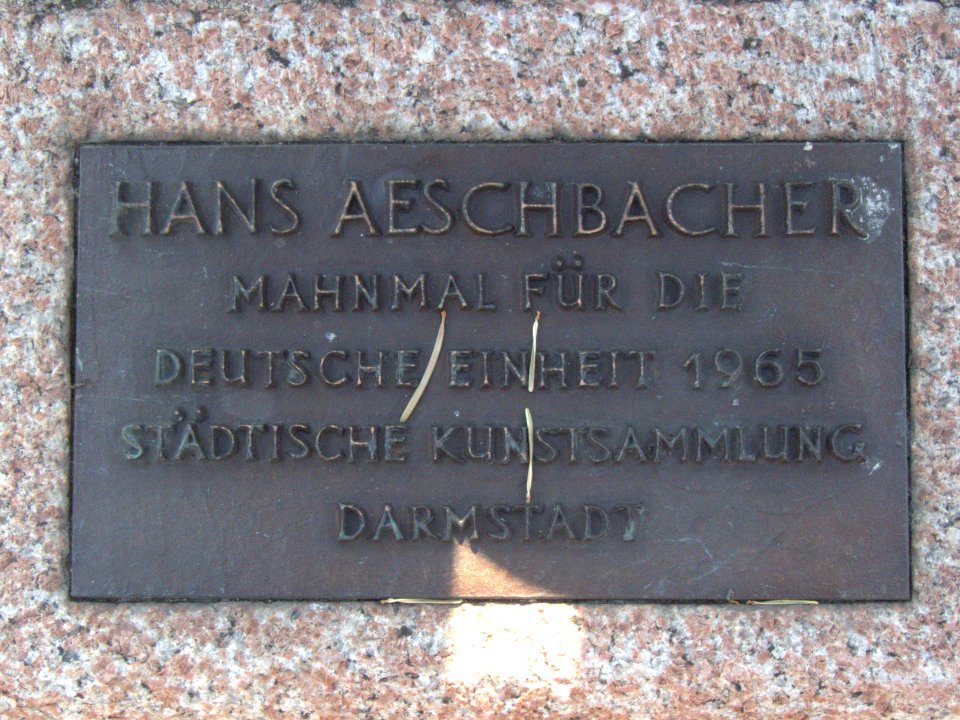 HANS AESCHBACHER
MAHNMAL FÜR DIE
DEUTSCHE EINHEIT 1965
STÄDTISCHE KUNSTSAMMLUNG
DARMSTADT